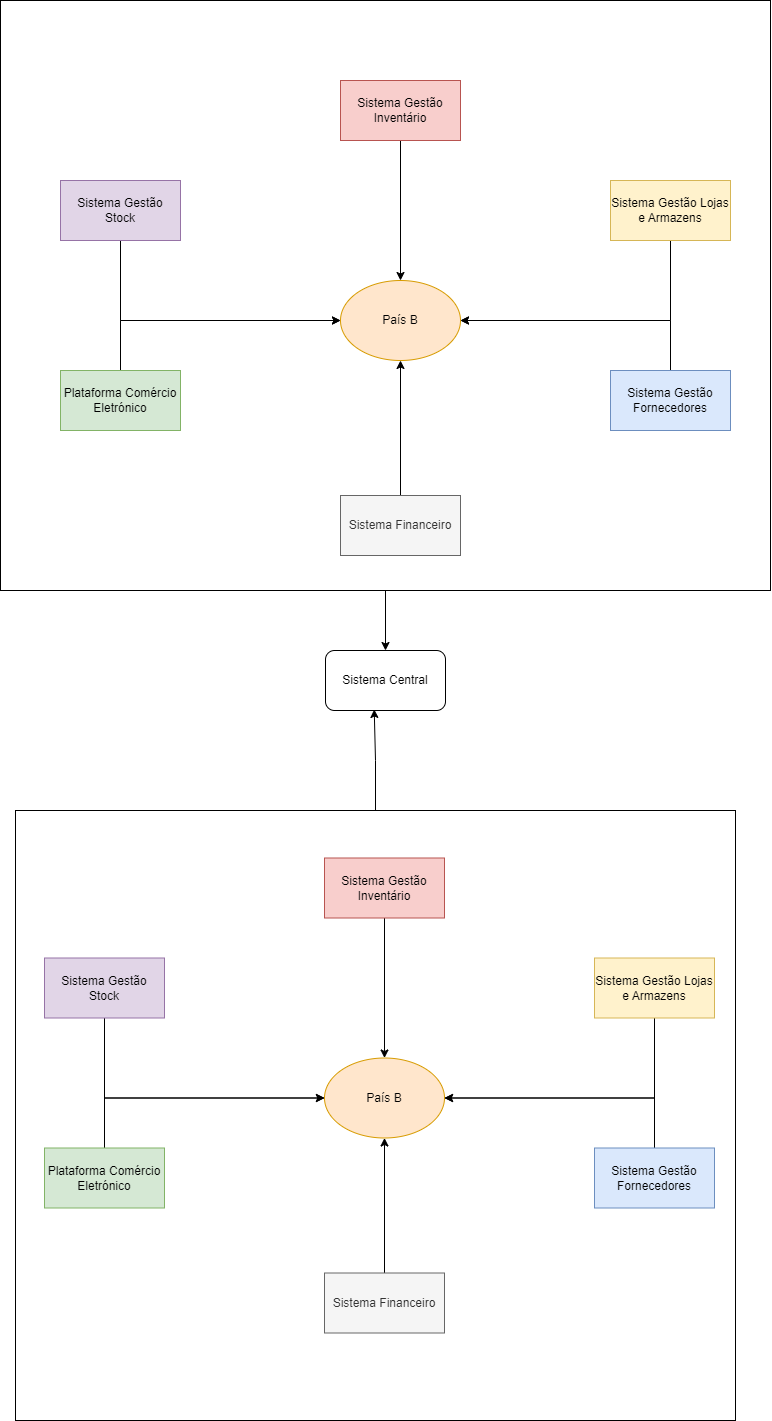 Sistema Gestão
Inventário
Sistema Gestão
Stock
Sistema Gestão Lojas
e Armazens
País B
Plataforma Comércio
Eletrónico
Sistema Gestão
Fornecedores
Sistema Financeiro
Sistema Central
Sistema Gestão
Inventário
Sistema Gestão
Stock
Sistema Gestão Lojas
e Armazens
País B
Plataforma Comércio
Eletrónico
Sistema Gestão
Fornecedores
Sistema Financeiro